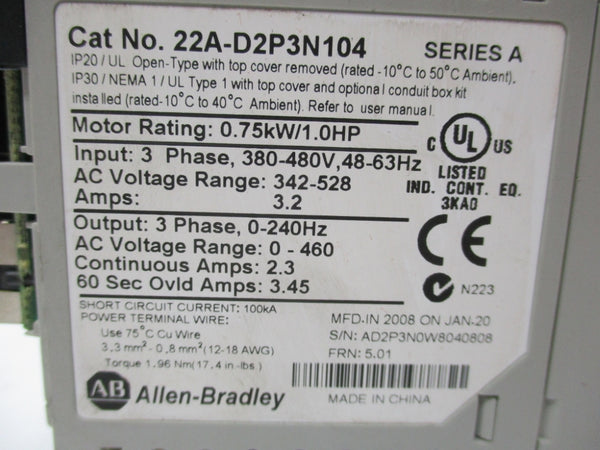 Cat No. 22A-D2P3N104 SERIES A
IP20 / UL Open-Type with top cover removed (rated -10°C to 50°C Ambient).
IP30 / NEMA 1 / UL Type 1 with top cover and optional conduit box kit
installed (rated-10°C to 40°C Ambient). Refer to user manual.
Motor Rating: 0.75kW/1.0HP
Input: 3 Phase, 380-480V,48-63Hz
AC Voltage Range: 342-528
Amps: 3.2
C UL US
LISTED
IND. CONT. EQ.
3KA0
Output: 3 Phase, 0-240Hz
AC Voltage Range: 0 - 460
Continuous Amps: 2.3
60 Sec Ovld Amps: 3.45
CE
N223
SHORT CIRCUIT CURRENT: 100kA
POWER TERMINAL WIRE:
Use 75°C Cu Wire
3.3 mm² - 0.8 mm² (12-18 AWG)
Torque 1.96 Nm (17.4 in -lbs )
MFD-IN 2008 ON JAN-20
S/N: AD2P3N0W8040808
FRN: 5.01
AB Allen-Bradley
MADE IN CHINA